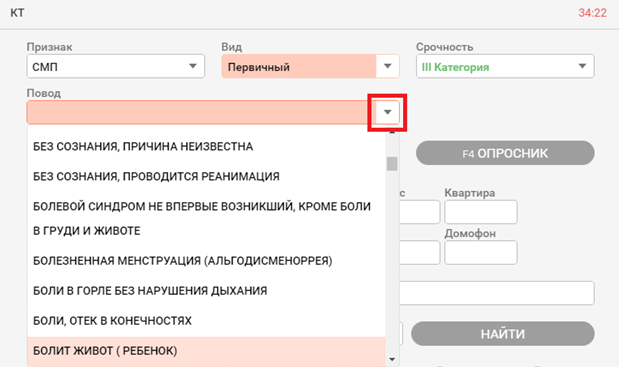 КТ 34:22
Признак Вид Срочность
СМП Первичный III Категория
Повод
БЕЗ СОЗНАНИЯ, ПРИЧИНА НЕИЗВЕСТНА
F4 ОПРОСНИК
БЕЗ СОЗНАНИЯ, ПРОВОДИТСЯ РЕАНИМАЦИЯ
БОЛЕВОЙ СИНДРОМ НЕ ВПЕРВЫЕ ВОЗНИКШИЙ, КРОМЕ БОЛИ
В ГРУДИ И ЖИВОТЕ
с Квартира
Домофон
БОЛЕЗНЕННАЯ МЕНСТРУАЦИЯ (АЛЬГОДИСМЕНОРРЕЯ)
БОЛИ В ГОРЛЕ БЕЗ НАРУШЕНИЯ ДЫХАНИЯ
БОЛИ, ОТЕК В КОНЕЧНОСТЯХ
НАЙТИ
БОЛИТ ЖИВОТ ( РЕБЕНОК)